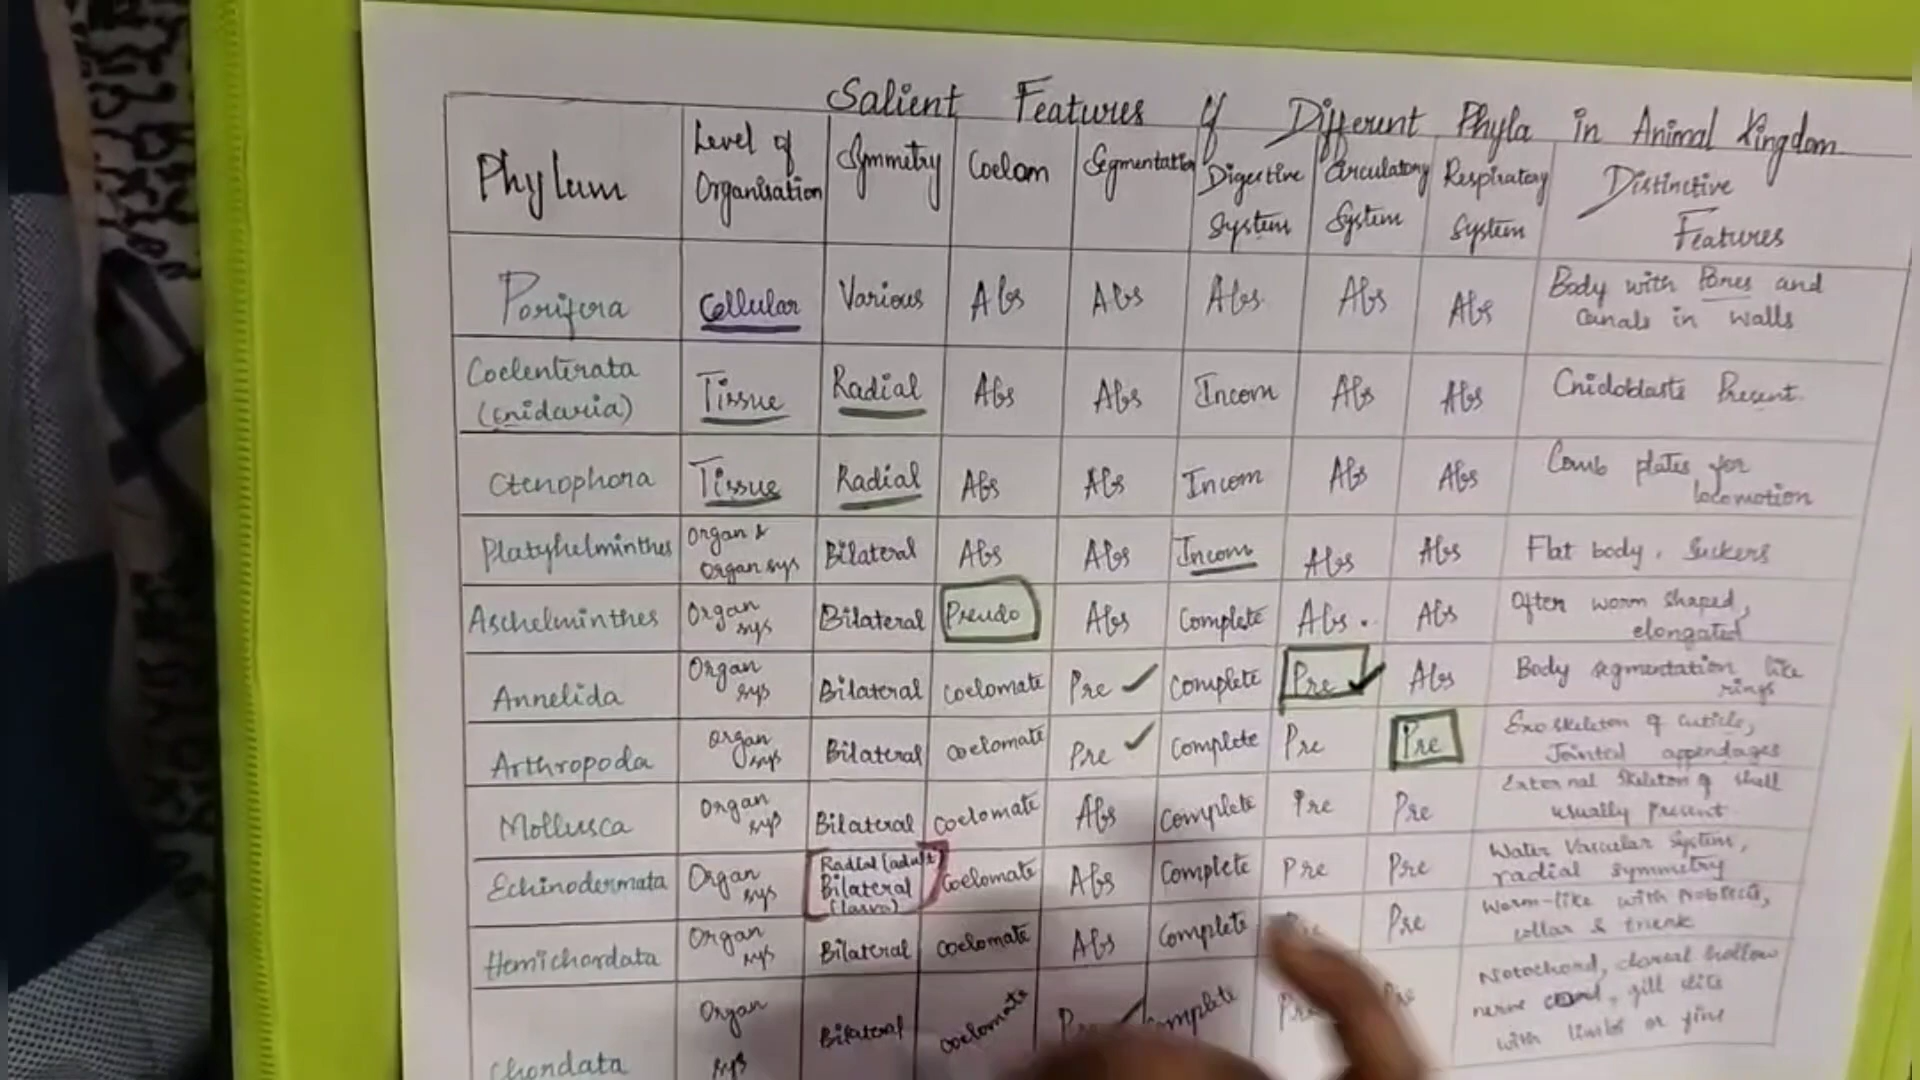 Salient Features of Different Phyla in Animal Kingdom
Phylum
Level of
Organisation
Symmetry
Coelom
Segmentation
Digestive
System
Circulatory
System
Respiratory
System
Distinctive
Features
Porifera
Cellular
Various
Abs
Abs
Abs
Abs
Abs
Body with Pores and
Canals in walls
Coelenterata
(Cnidaria)
Tissue
Radial
Abs
Abs
Incom
Abs
Abs
Cnidoblasts Present.
Ctenophora
Tissue
Radial
Abs
Abs
Incom
Abs
Abs
Comb plates for
locomotion
Platyhelminthes
Organ &
Organ sys
Bilateral
Abs
Abs
Incom
Abs
Abs
Flat body, Suckers
Aschelminthes
Organ
sys
Bilateral
Pseudo
Abs
Complete
Abs.
Abs
Often worm shaped,
elongated
Annelida
Organ
sys
Bilateral
Coelomate
Pre ✓
Complete
Pre ✓
Abs
Body segmentation like
rings
Arthropoda
Organ
sys
Bilateral
Coelomate
Pre ✓
Complete
Pre
Pre
Exoskeleton of cuticle,
Jointed appendages
Mollusca
Organ
sys
Bilateral
Coelomate
Abs
Complete
Pre
Pre
External Skeleton of shell
usually present
Echinodermata
Organ
sys
Radial (adult
Bilateral
(larva)
Coelomate
Abs
Complete
Pre
Pre
Water Vascular System,
radial symmetry
Hemichordata
Organ
sys
Bilateral
Coelomate
Abs
Complete
Pre
Pre
Worm-like with Proboscis,
collar & trunk
Chordata
Organ
sys
Bilateral
Coelomate
Pre ✓
Complete
Pre
Pre
Notochord, dorsal hollow
nerve cord, gill slits
with limbs or fins